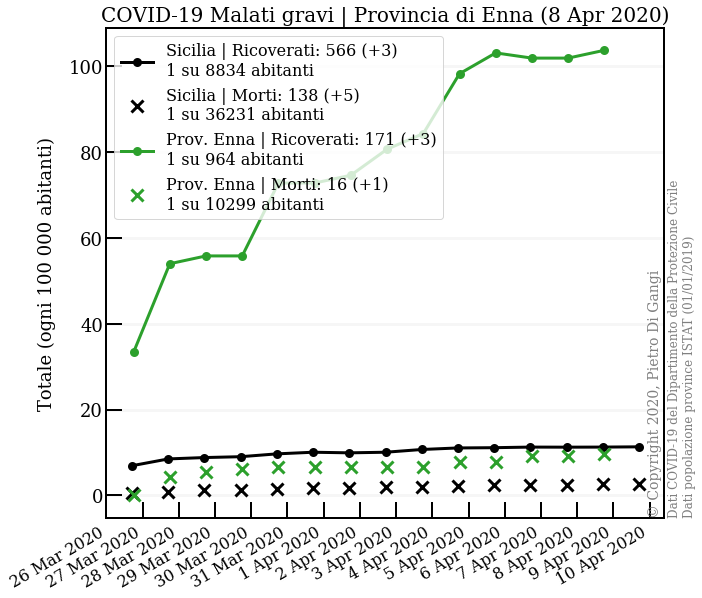 COVID-19 Malati gravi | Provincia di Enna (8 Apr 2020)
Sicilia | Ricoverati: 566 (+3)
1 su 8834 abitanti
Sicilia | Morti: 138 (+5)
1 su 36231 abitanti
Prov. Enna | Ricoverati: 171 (+3)
1 su 964 abitanti
Prov. Enna | Morti: 16 (+1)
1 su 10299 abitanti
Totale (ogni 100 000 abitanti)
100
80
60
40
20
0
26 Mar 2020
27 Mar 2020
28 Mar 2020
29 Mar 2020
30 Mar 2020
31 Mar 2020
1 Apr 2020
2 Apr 2020
3 Apr 2020
4 Apr 2020
5 Apr 2020
6 Apr 2020
7 Apr 2020
8 Apr 2020
9 Apr 2020
10 Apr 2020
© Copyright 2020, Pietro Di Gangi
Dati COVID-19 del Dipartimento della Protezione Civile
Dati popolazione province ISTAT (01/01/2019)